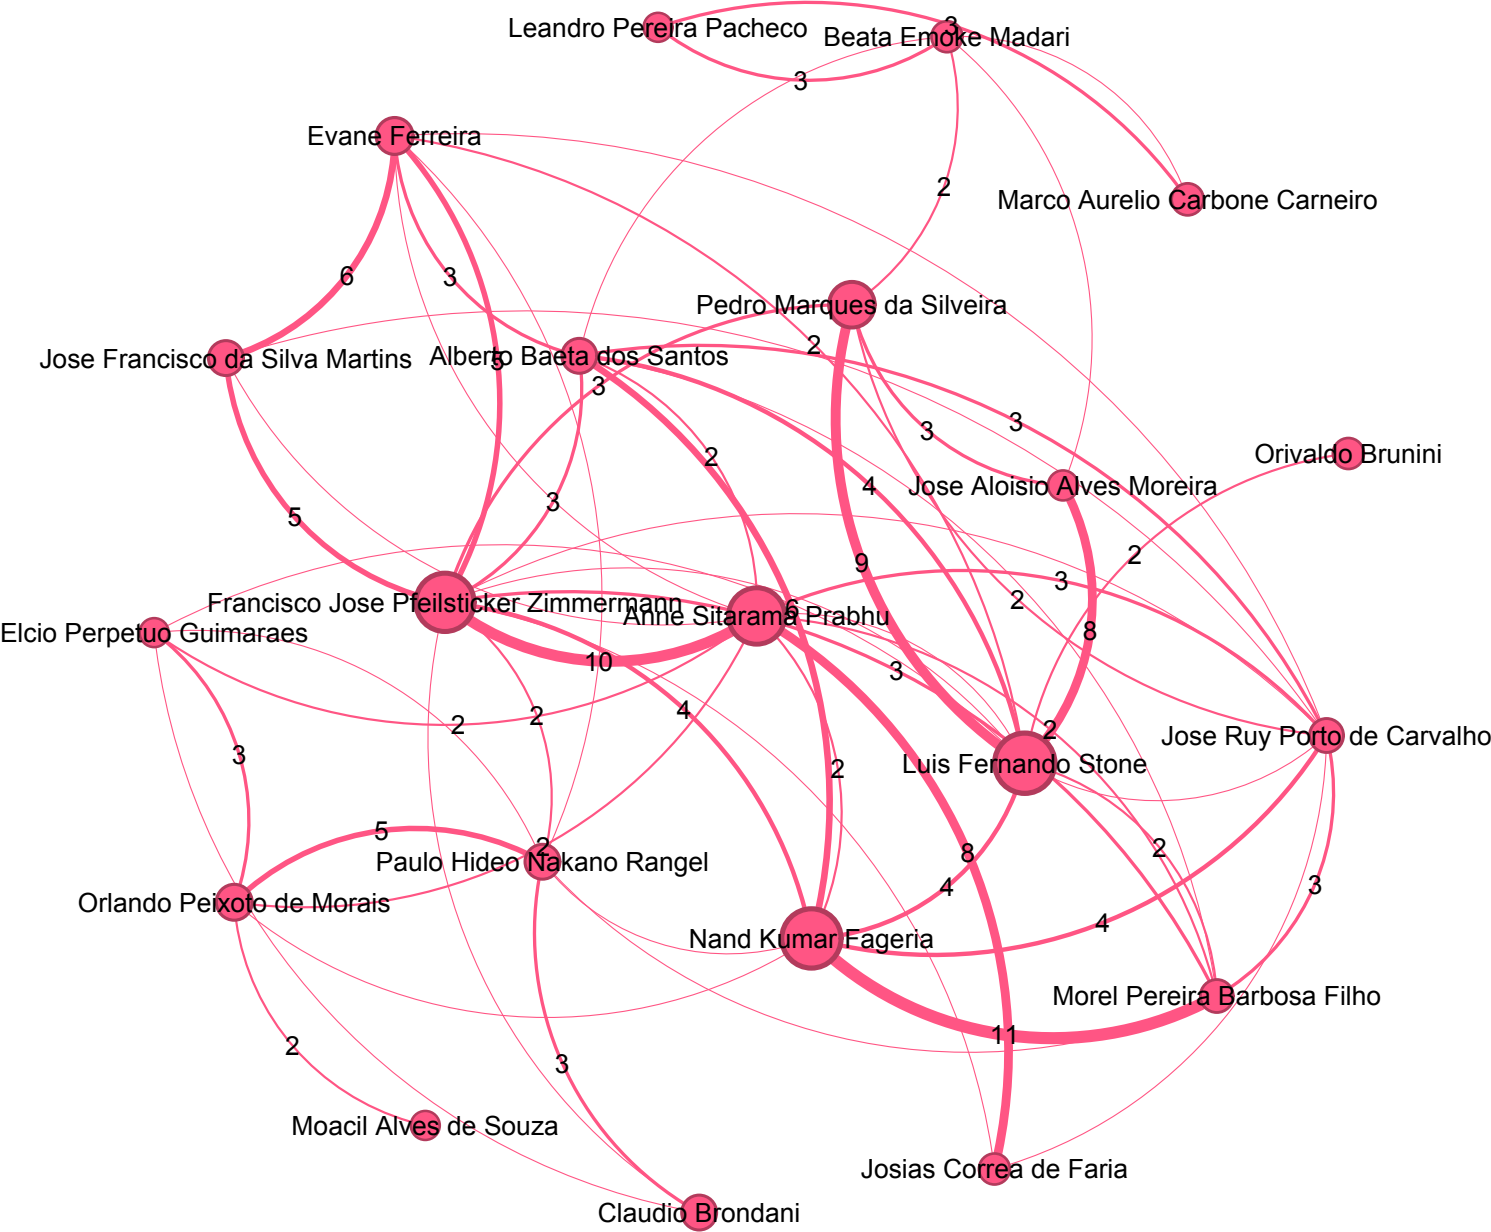 Leandro Pereira Pacheco
3
Beata Emoke Madari
3
Evane Ferreira
2
Marco Aurelio Carbone Carneiro
6
3
Pedro Marques da Silveira
2
Jose Francisco da Silva Martins
5
Alberto Baeta dos Santos
3
3
3
2
Orivaldo Brunini
4
Jose Aloisio Alves Moreira
3
5
2
9
3
2
Francisco Jose Pfeilsticker Zimmermann
6
Anne Sitarama Prabhu
8
Elcio Perpetuo Guimaraes
10
3
4
2
2
2
Jose Ruy Porto de Carvalho
3
Luis Fernando Stone
2
5
2
2
8
Paulo Hideo Nakano Rangel
4
3
Orlando Peixoto de Morais
4
Nand Kumar Fageria
Morel Pereira Barbosa Filho
11
2
3
Moacil Alves de Souza
Josias Correa de Faria
Claudio Brondani